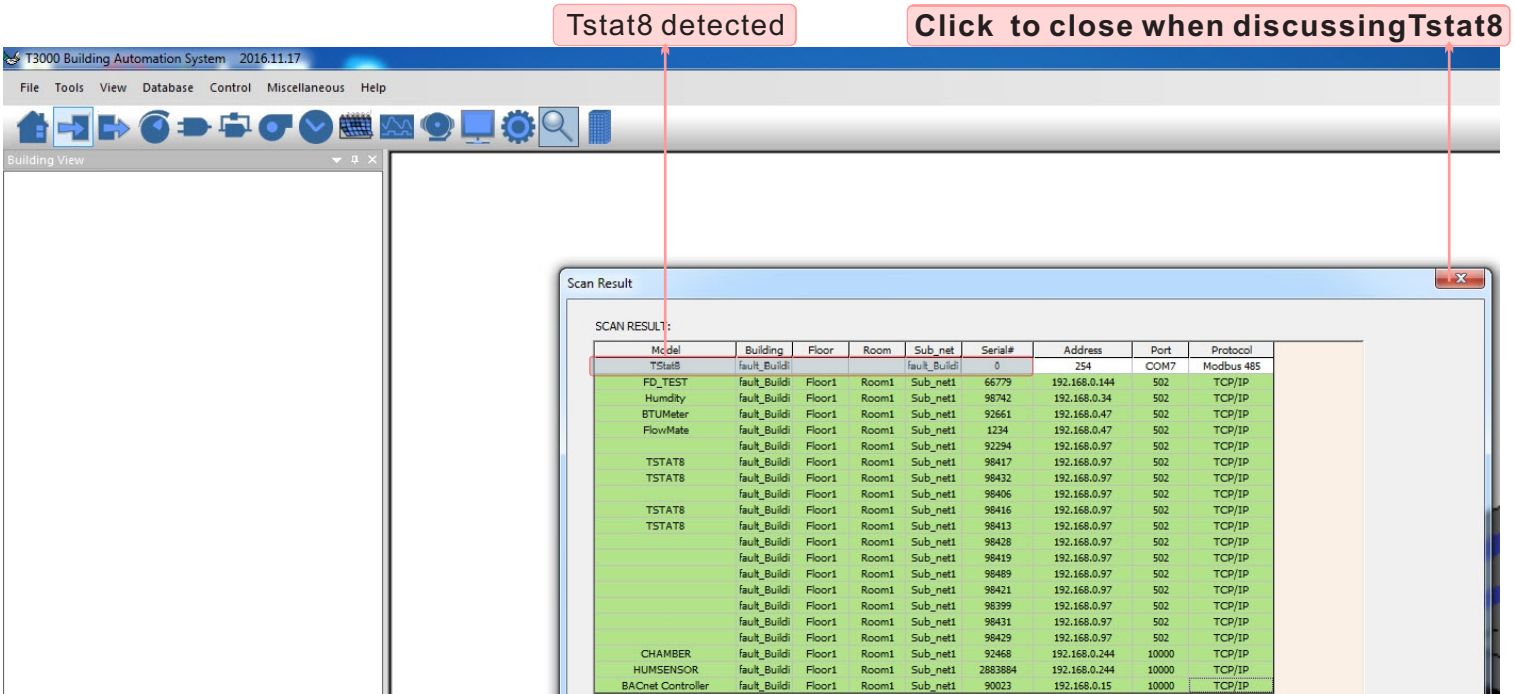 Tstat8 detected
Click to close when discussingTstat8
T3000 Building Automation System 2016.11.17
File Tools View Database Control Miscellaneous Help
Building View
Scan Result
SCAN RESULT:
Model Building Floor Room Sub_net Serial# Address Port Protocol
TStat8 fault_Buildi fault_Buildi 0 254 COM7 Modbus 485
FD_TEST fault_Buildi Floor1 Room1 Sub_net1 66779 192.168.0.144 502 TCP/IP
Humdity fault_Buildi Floor1 Room1 Sub_net1 98742 192.168.0.34 502 TCP/IP
BTUMeter fault_Buildi Floor1 Room1 Sub_net1 92661 192.168.0.47 502 TCP/IP
FlowMate fault_Buildi Floor1 Room1 Sub_net1 1234 192.168.0.47 502 TCP/IP
fault_Buildi Floor1 Room1 Sub_net1 92294 192.168.0.97 502 TCP/IP
TSTAT8 fault_Buildi Floor1 Room1 Sub_net1 98417 192.168.0.97 502 TCP/IP
TSTAT8 fault_Buildi Floor1 Room1 Sub_net1 98432 192.168.0.97 502 TCP/IP
fault_Buildi Floor1 Room1 Sub_net1 98406 192.168.0.97 502 TCP/IP
TSTAT8 fault_Buildi Floor1 Room1 Sub_net1 98416 192.168.0.97 502 TCP/IP
TSTAT8 fault_Buildi Floor1 Room1 Sub_net1 98413 192.168.0.97 502 TCP/IP
fault_Buildi Floor1 Room1 Sub_net1 98428 192.168.0.97 502 TCP/IP
fault_Buildi Floor1 Room1 Sub_net1 98419 192.168.0.97 502 TCP/IP
fault_Buildi Floor1 Room1 Sub_net1 98489 192.168.0.97 502 TCP/IP
fault_Buildi Floor1 Room1 Sub_net1 98421 192.168.0.97 502 TCP/IP
fault_Buildi Floor1 Room1 Sub_net1 98399 192.168.0.97 502 TCP/IP
fault_Buildi Floor1 Room1 Sub_net1 98431 192.168.0.97 502 TCP/IP
fault_Buildi Floor1 Room1 Sub_net1 98429 192.168.0.97 502 TCP/IP
CHAMBER fault_Buildi Floor1 Room1 Sub_net1 92468 192.168.0.244 10000 TCP/IP
HUMSENSOR fault_Buildi Floor1 Room1 Sub_net1 2883884 192.168.0.244 10000 TCP/IP
BACnet Controller fault_Buildi Floor1 Room1 Sub_net1 90023 192.168.0.15 10000 TCP/IP